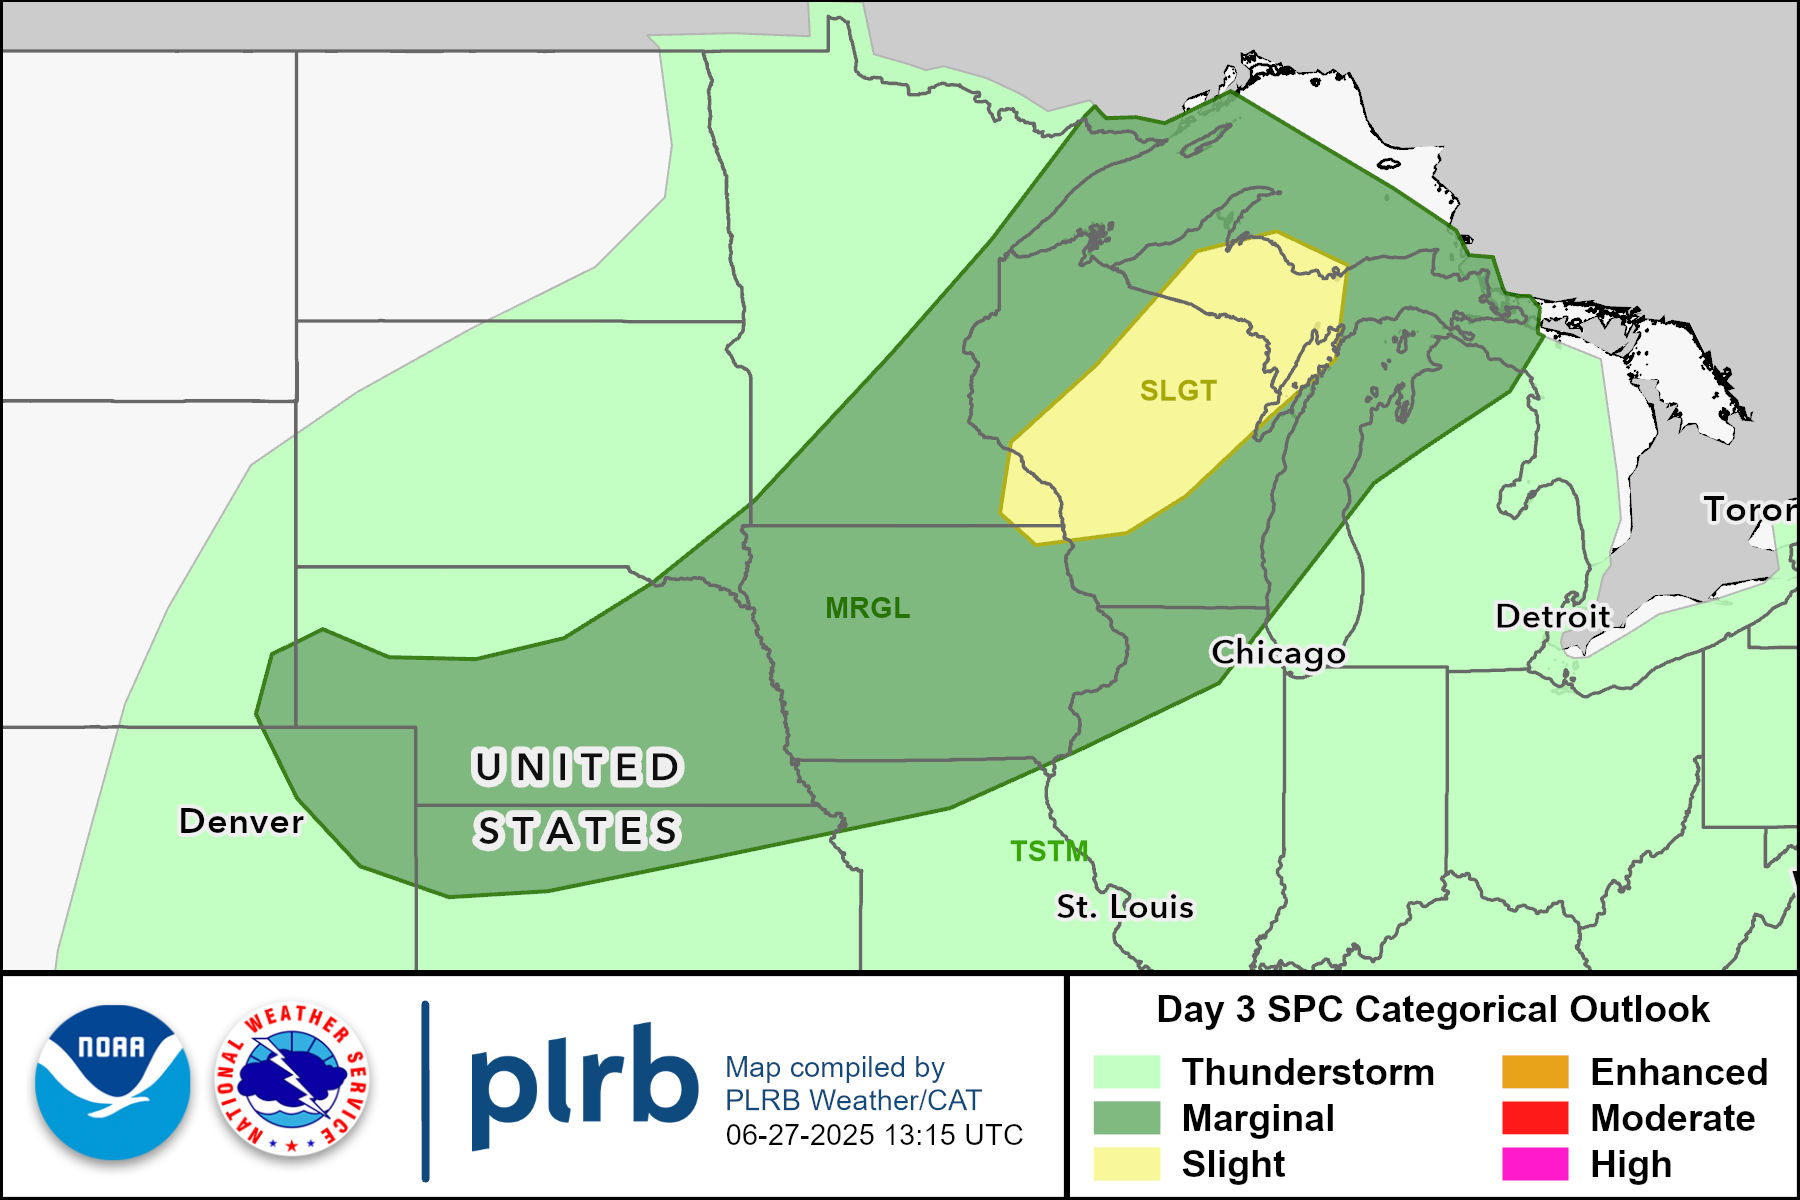 SLGT
Toror
MRGL
Detroit
Chicago
UNITED
STATES
Denver
TSTM
St. Louis
NOAA
NATIONAL WEATHER SERVICE
plrb
Map compiled by
PLRB Weather/CAT
06-27-2025 13:15 UTC
Day 3 SPC Categorical Outlook
Thunderstorm
Marginal
Slight
Enhanced
Moderate
High